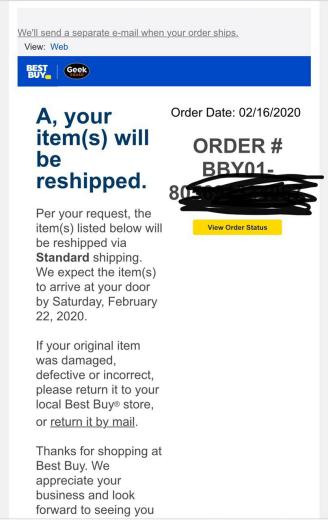 We'll send a separate e-mail when your order ships.
View: Web
BEST BUY
Geek SQUAD
A, your
item(s) will
be
reshipped.
Per your request, the
item(s) listed below will
be reshipped via
Standard shipping.
We expect the item(s)
to arrive at your door
by Saturday, February
22, 2020.
If your original item
was damaged,
defective or incorrect,
please return it to your
local Best Buy® store,
or return it by mail.
Thanks for shopping at
Best Buy. We
appreciate your
business and look
forward to seeing you
Order Date: 02/16/2020
ORDER #
BBY01-
View Order Status